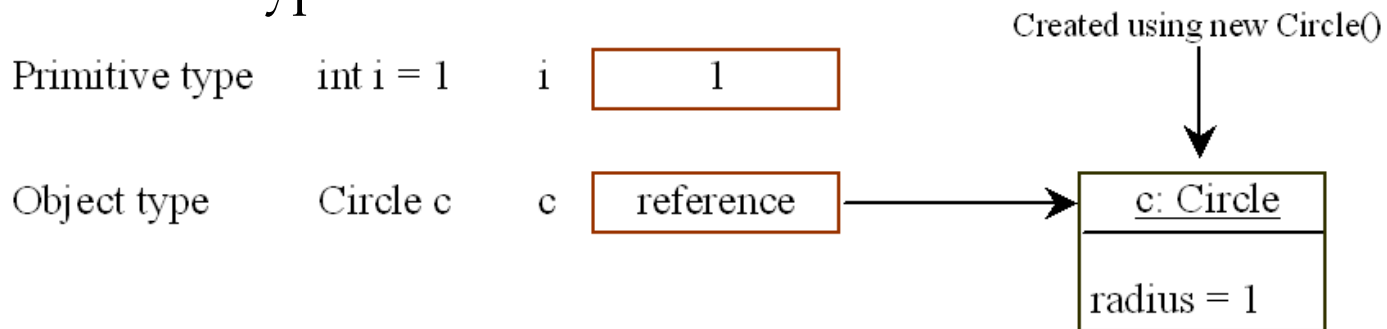 Created using new Circle()
Primitive type int i = 1 i 1
Object type Circle c c reference c: Circle
radius = 1